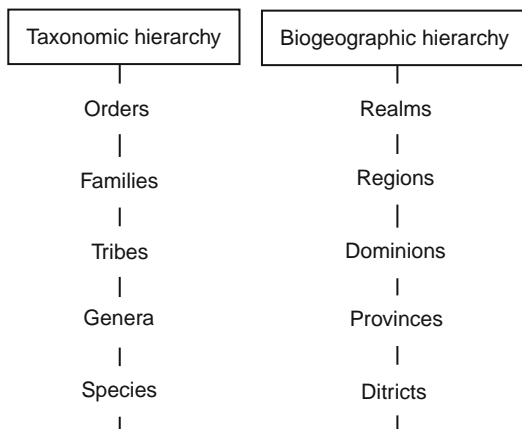 Taxonomic hierarchy
Orders
Families
Tribes
Genera
Species
Biogeographic hierarchy
Realms
Regions
Dominions
Provinces
Ditricts